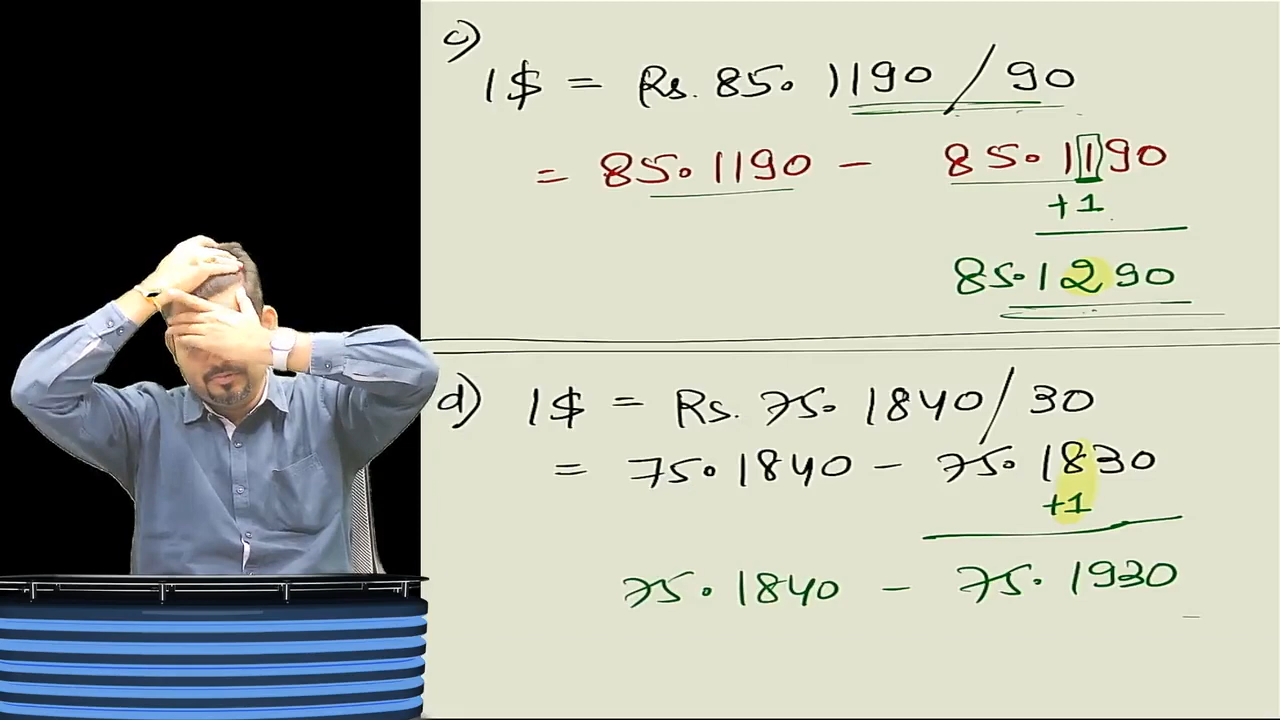 c)
1$ = Rs. 85.1190/90
= 85.1190 - 85.1190
+1
85.1290
d) 1$ = Rs. 75.1840/30
= 75.1840 - 75.1830
+1
75.1840 - 75.1930